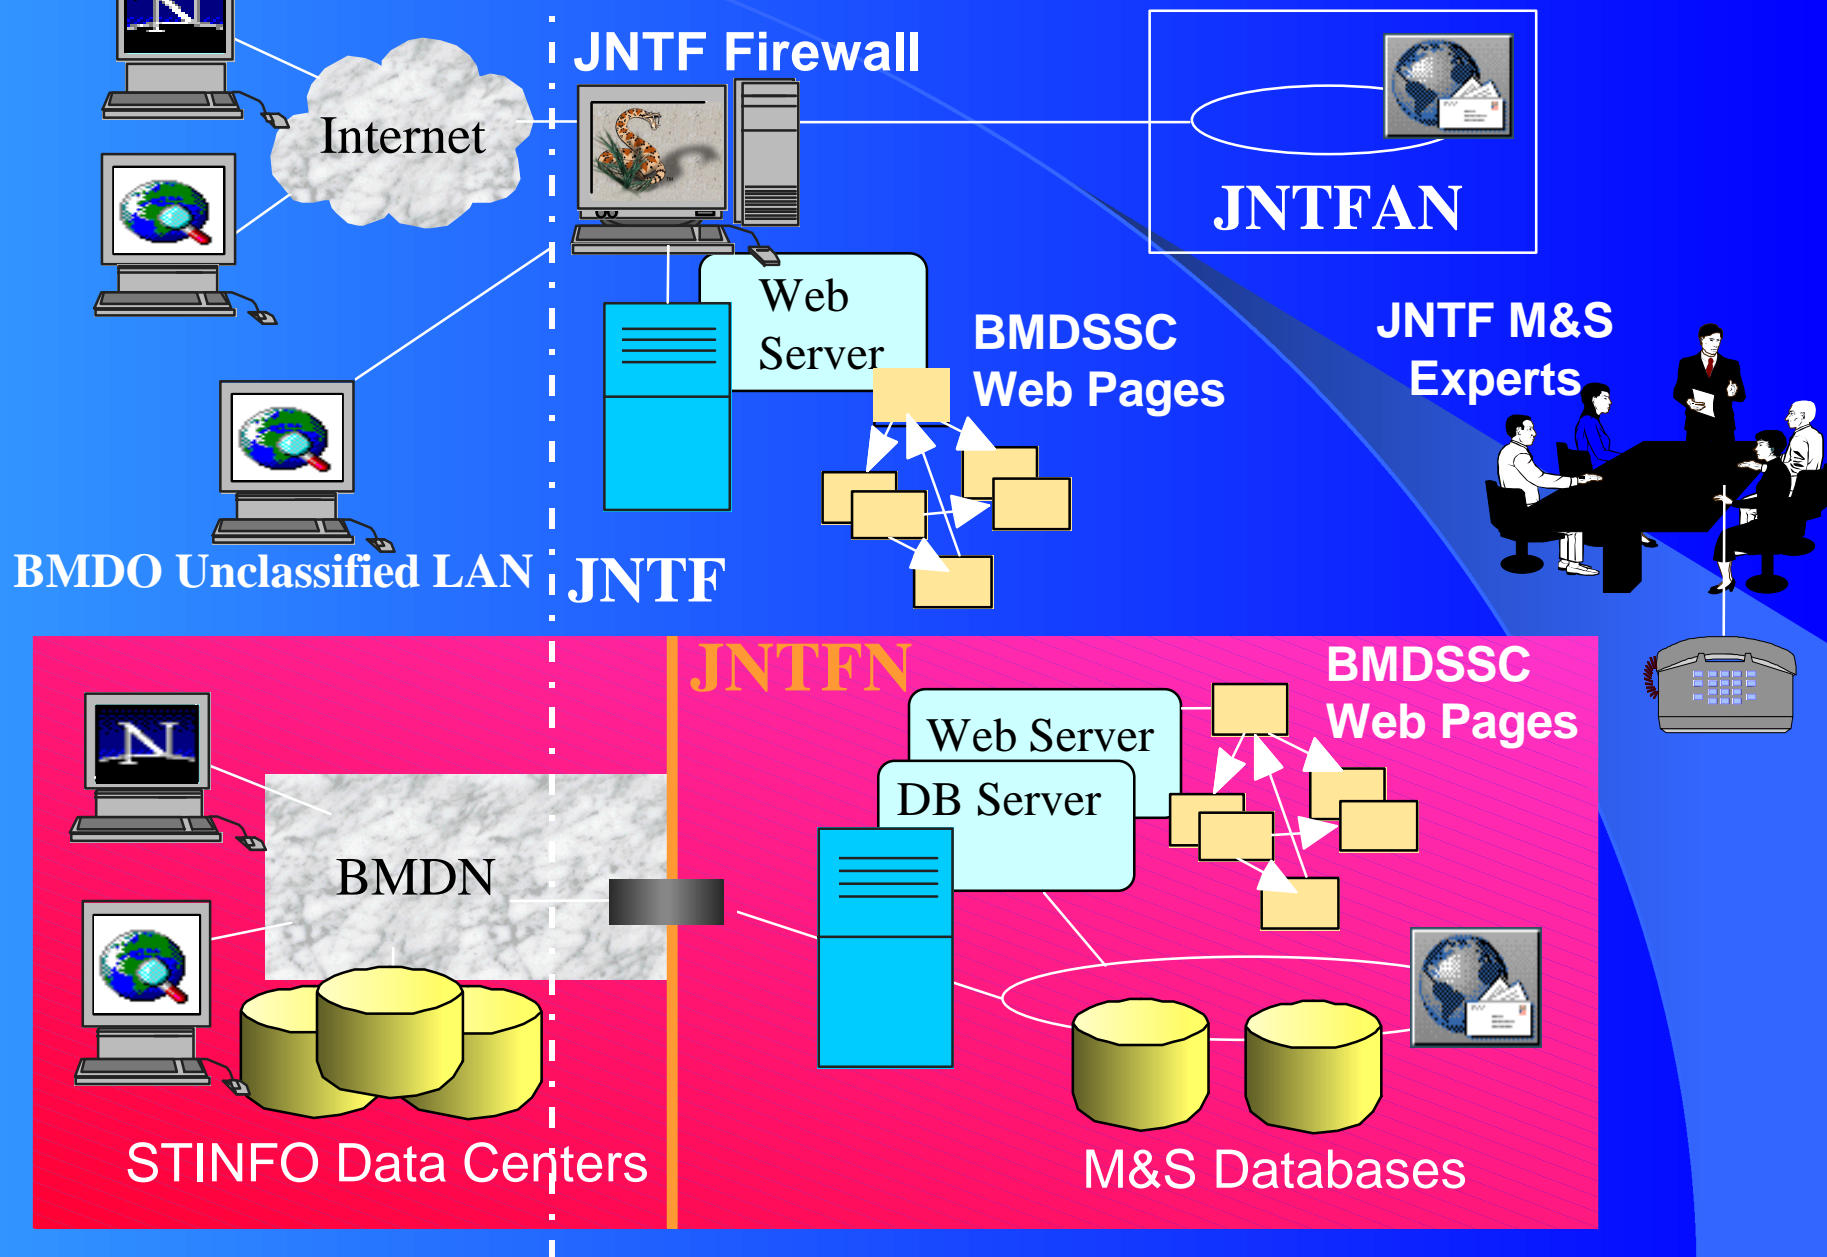 JNTF Firewall
Internet
JNTFAN
Web
Server
BMDSSC
Web Pages
JNTF M&S
Experts
BMDO Unclassified LAN
JNTF
JNTFN
BMDSSC
Web Pages
Web Server
DB Server
BMDN
STINFO Data Centers
M&S Databases